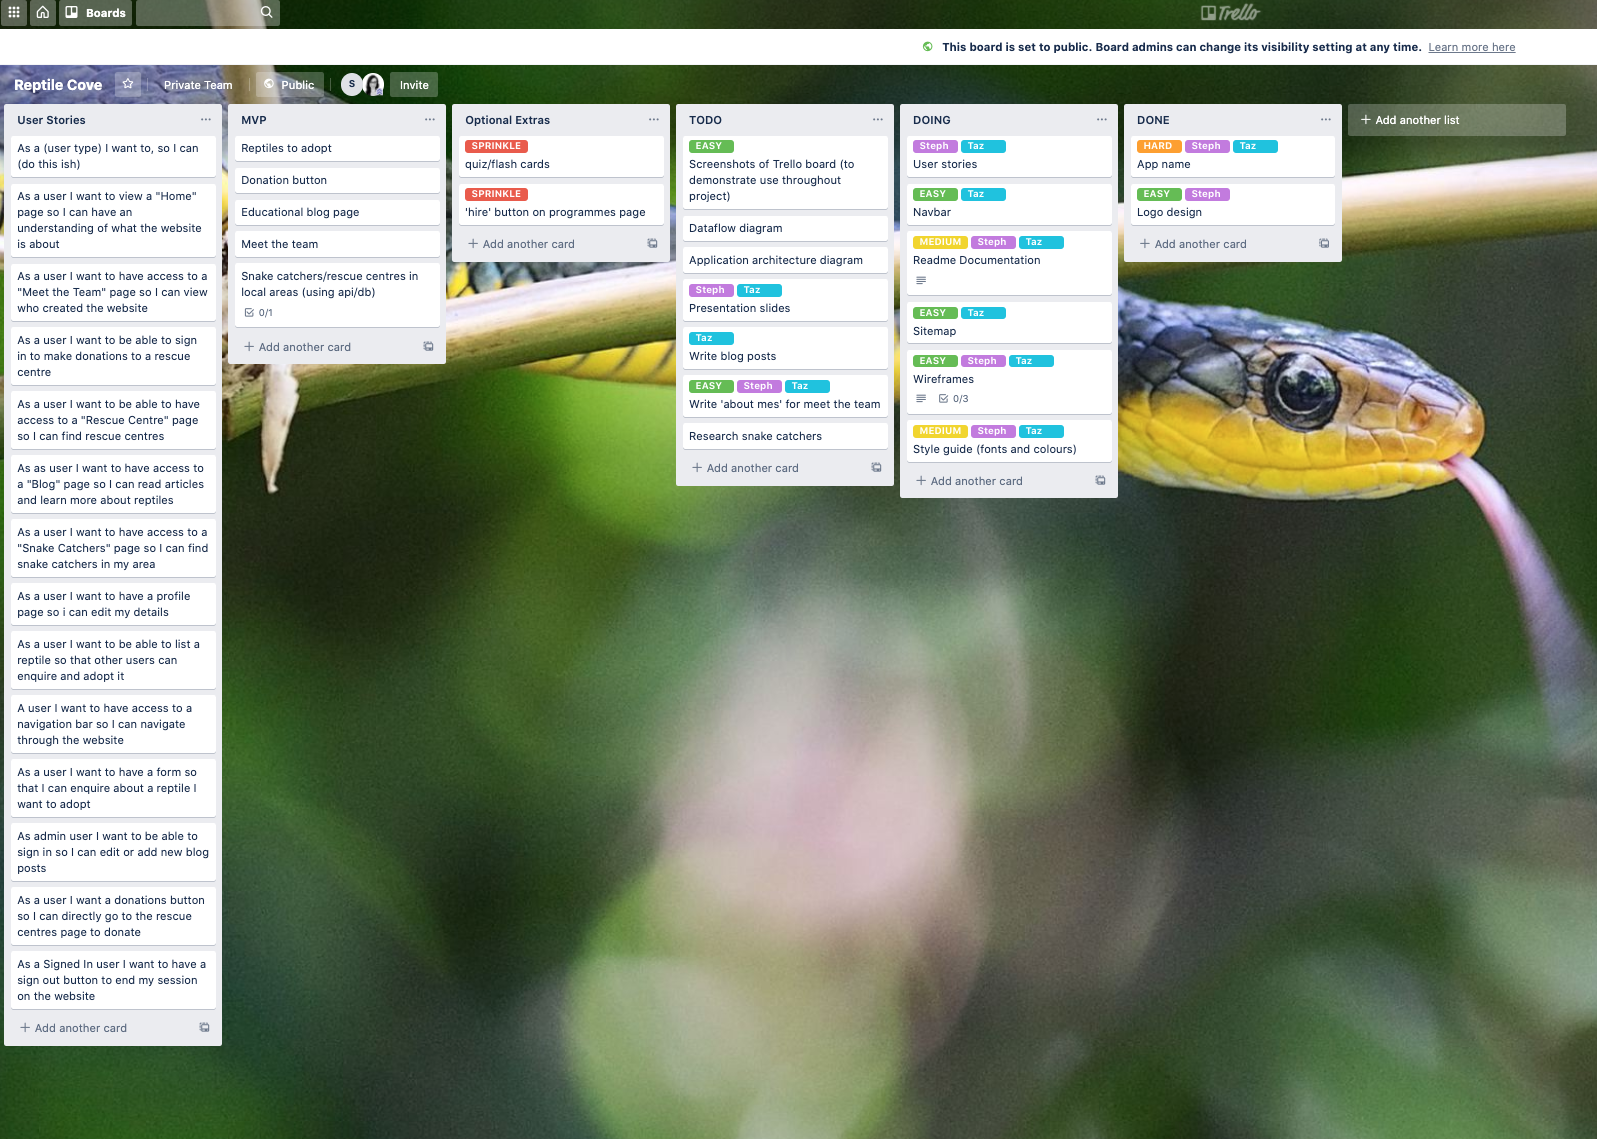 Boards
Trello
This board is set to public. Board admins can change its visibility setting at any time. Learn more here
Reptile Cove
Private Team
Public
S
Invite
User Stories
As a (user type) I want to, so I can
(do this ish)
As a user I want to view a "Home"
page so I can have an
understanding of what the website
is about
As a user I want to have access to a
"Meet the Team" page so I can view
who created the website
As a user I want to be able to sign
in to make donations to a rescue
centre
As a user I want to be able to have
access to a "Rescue Centre" page
so I can find rescue centres
As as user I want to have access to
a "Blog" page so I can read articles
and learn more about reptiles
As a user I want to have access to a
"Snake Catchers" page so I can find
snake catchers in my area
As a user I want to have a profile
page so i can edit my details
As a user I want to be able to list a
reptile so that other users can
enquire and adopt it
A user I want to have access to a
navigation bar so I can navigate
through the website
As a user I want to have a form so
that I can enquire about a reptile I
want to adopt
As admin user I want to be able to
sign in so I can edit or add new blog
posts
As a user I want a donations button
so I can directly go to the rescue
centres page to donate
As a Signed In user I want to have a
sign out button to end my session
on the website
+ Add another card
MVP
Reptiles to adopt
Donation button
Educational blog page
Meet the team
Snake catchers/rescue centres in
local areas (using api/db)
0/1
+ Add another card
Optional Extras
SPRINKLE
quiz/flash cards
SPRINKLE
'hire' button on programmes page
+ Add another card
TODO
EASY
Screenshots of Trello board (to
demonstrate use throughout
project)
Dataflow diagram
Application architecture diagram
Steph Taz
Presentation slides
Taz
Write blog posts
EASY Steph Taz
Write 'about mes' for meet the team
Research snake catchers
+ Add another card
DOING
Steph Taz
User stories
EASY Taz
Navbar
MEDIUM Steph Taz
Readme Documentation
EASY Taz
Sitemap
EASY Steph Taz
Wireframes
0/3
MEDIUM Steph Taz
Style guide (fonts and colours)
+ Add another card
DONE
HARD Steph Taz
App name
EASY Steph
Logo design
+ Add another card
+ Add another list